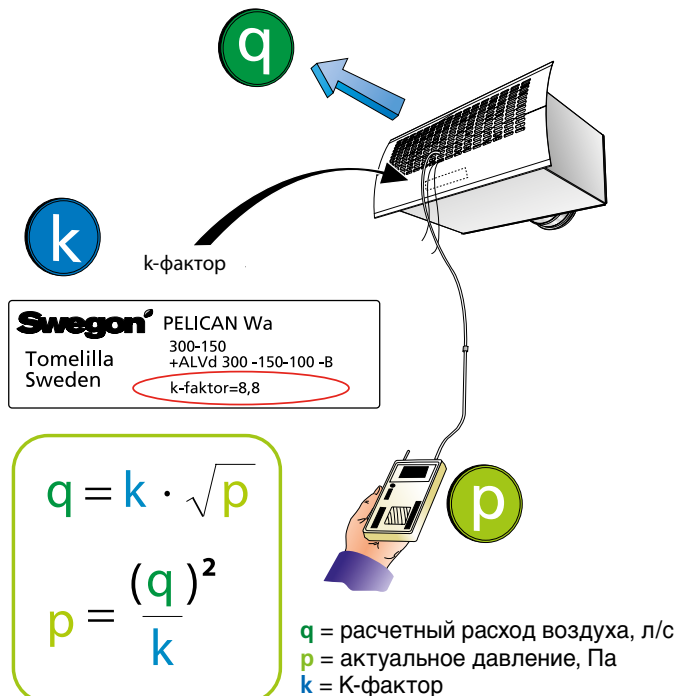 q
k
k-фактор
Swegon PELICAN Wa
300-150
+ALVd 300 -150-100 -B
Tomelilla
Sweden
k-faktor=8,8
p
q = k · √p
p = (q)² / k
q = расчетный расход воздуха, л/с
p = актуальное давление, Па
k = К-фактор